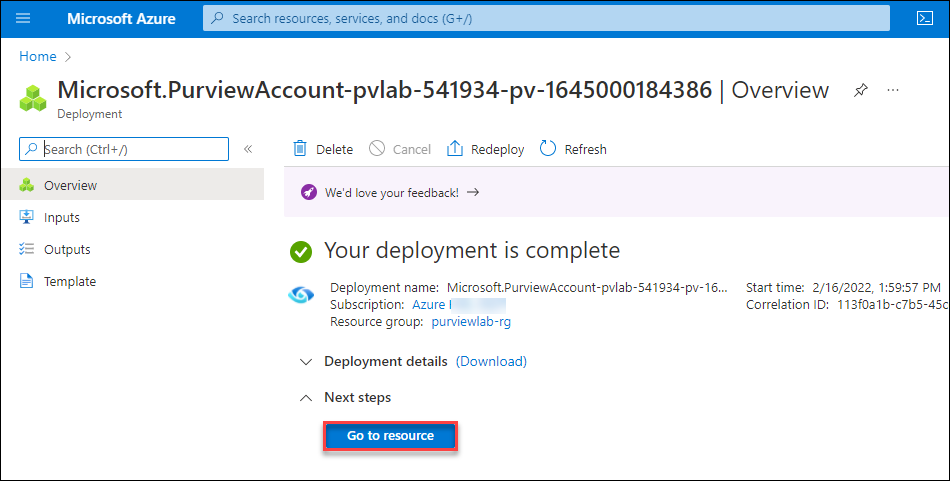 Microsoft Azure
Search resources, services, and docs (G+/)
Home
Microsoft.PurviewAccount-pvlab-541934-pv-1645000184386 | Overview
Deployment
Search (Ctrl+/)
Delete Cancel Redeploy Refresh
We'd love your feedback!
Overview
Inputs
Outputs
Template
Your deployment is complete
Deployment name: Microsoft.PurviewAccount-pvlab-541934-pv-16... Start time: 2/16/2022, 1:59:57 PM
Subscription: Azure Correlation ID: 113f0a1b-c7b5-45c
Resource group: purviewlab-rg
Deployment details (Download)
Next steps
Go to resource